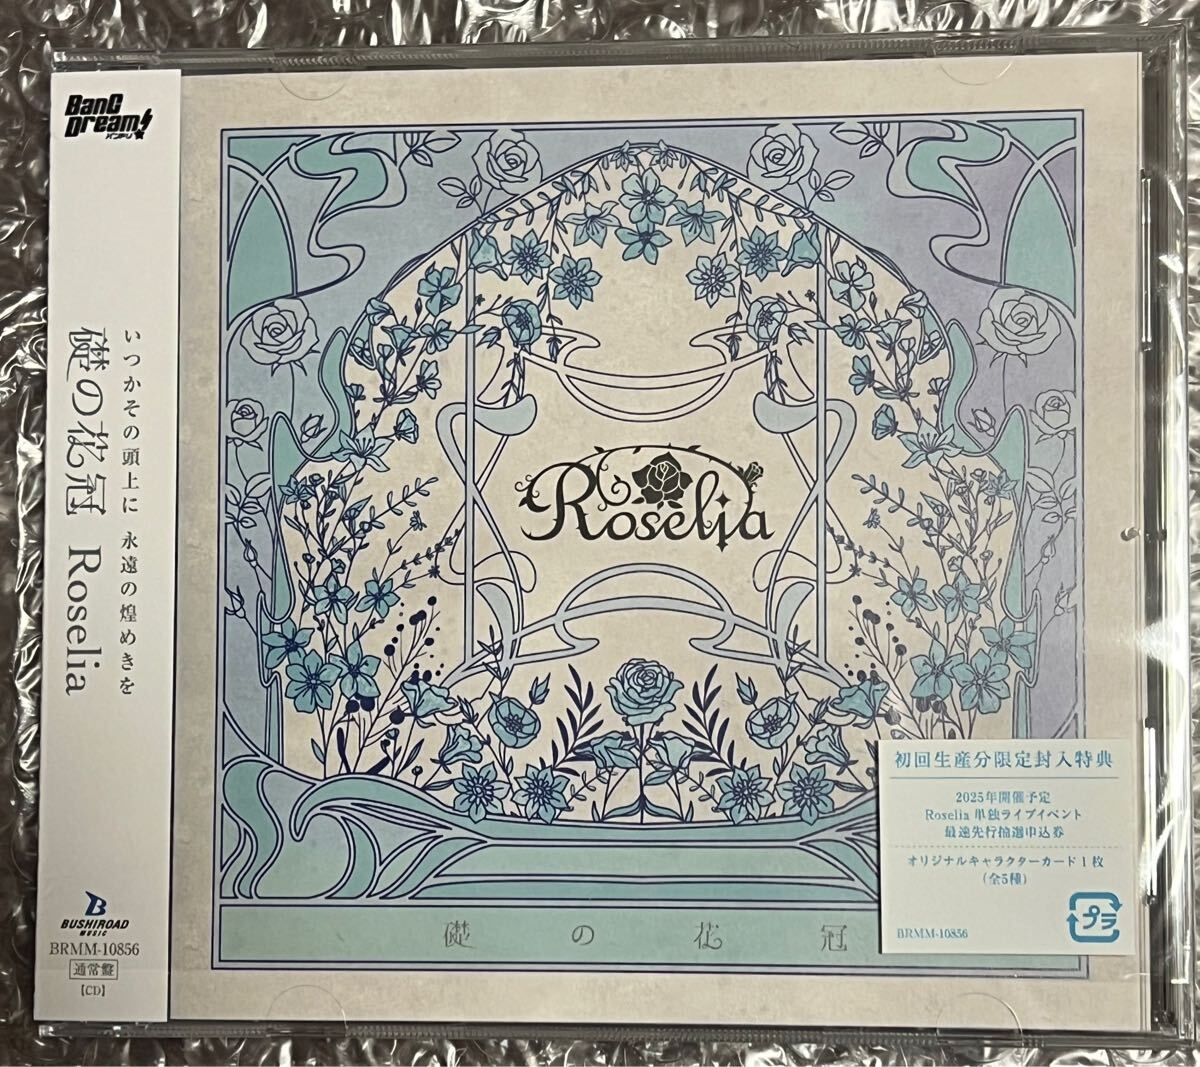 BanG
Dream!
バンドリ
いつかその頭上に 永遠の煌めきを
礎の花冠 Roselia
BUSHIROAD
MUSIC
BRMM-10856
通常盤
【CD】
Roselia
礎の花冠
初回生産分限定封入特典
2025年開催予定
Roselia 単独ライブイベント
最速先行抽選申込券
オリジナルキャラクターカード1枚
(全5種)
BRMM-10856
プラ